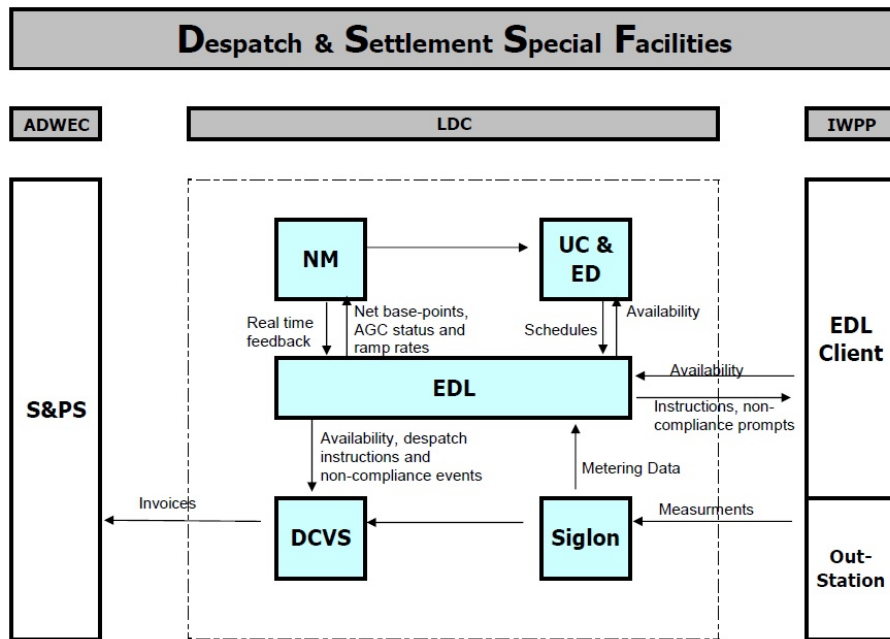 Despatch & Settlement Special Facilities
ADWEC
LDC
IWPP
NM
UC &
ED
Real time
feedback
Net base-points,
AGC status and
ramp rates
Schedules
Availability
EDL
Client
S&PS
EDL
Availability
Instructions, non-
compliance prompts
Availability, despatch
instructions and
non-compliance events
Metering Data
Invoices
DCVS
Siglon
Measurments
Out-
Station